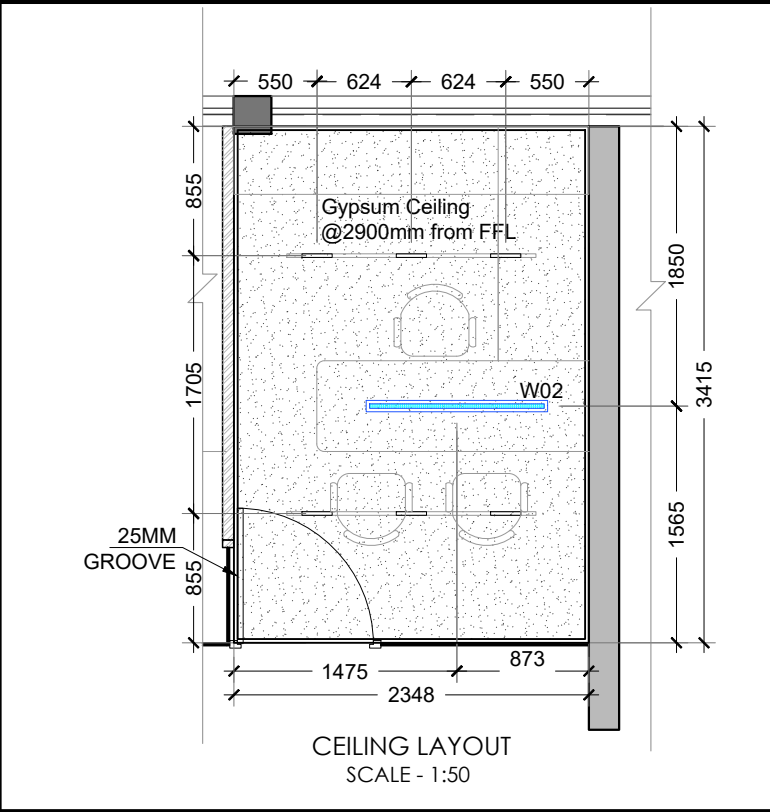 550 624 624 550
855
Gypsum Ceiling
@2900mm from FFL
1850
1705
3415
W02
25MM
GROOVE
855
1565
1475 873
2348
CEILING LAYOUT
SCALE - 1:50